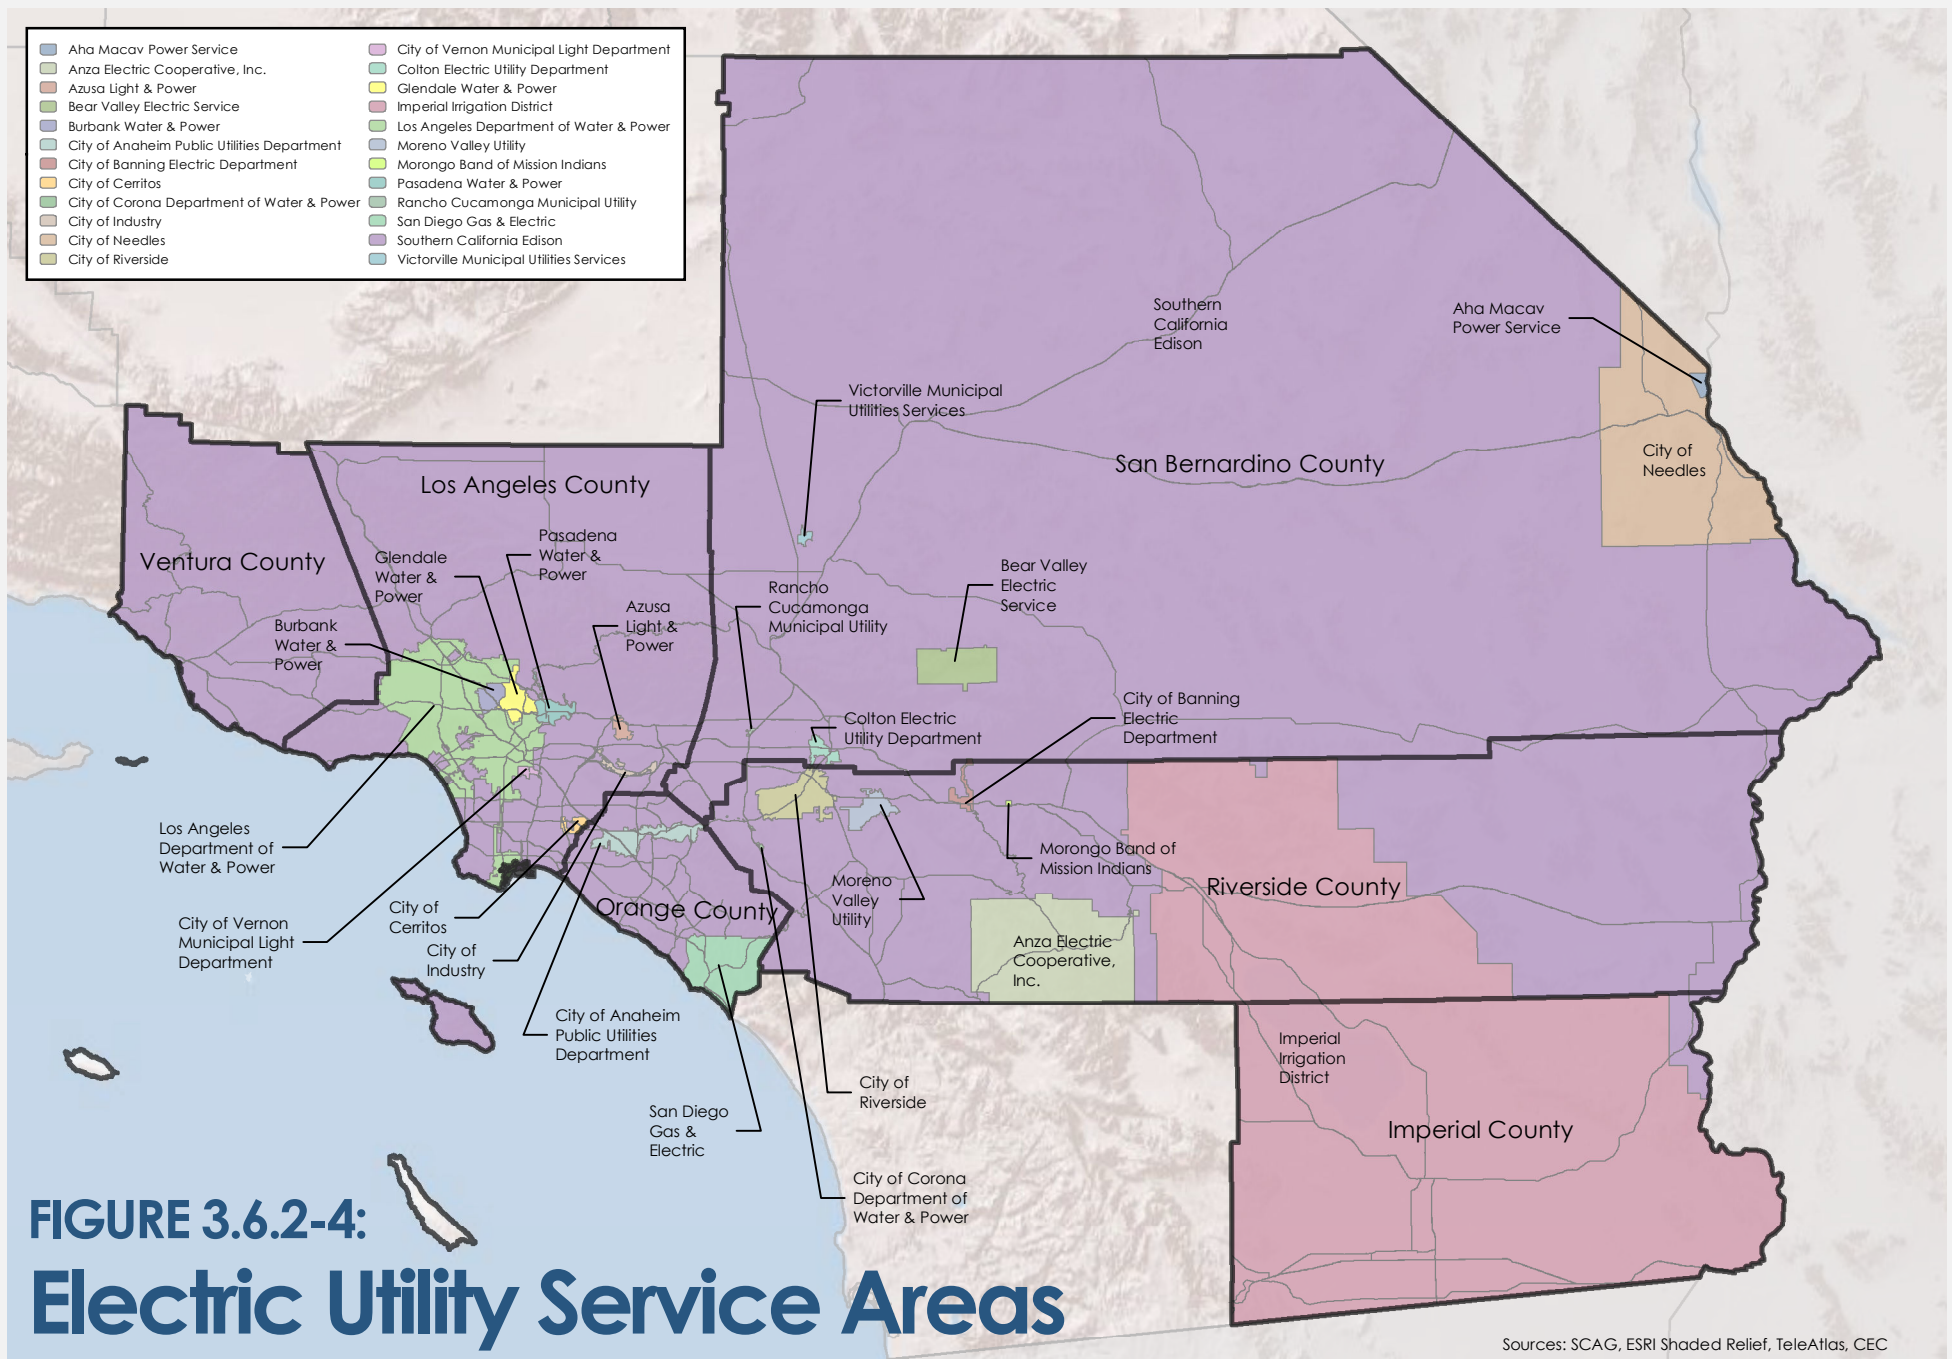 Aha Macav Power Service
Anza Electric Cooperative, Inc.
Azusa Light & Power
Bear Valley Electric Service
Burbank Water & Power
City of Anaheim Public Utilities Department
City of Banning Electric Department
City of Cerritos
City of Corona Department of Water & Power
City of Industry
City of Needles
City of Riverside
City of Vernon Municipal Light Department
Colton Electric Utility Department
Glendale Water & Power
Imperial Irrigation District
Los Angeles Department of Water & Power
Moreno Valley Utility
Morongo Band of Mission Indians
Pasadena Water & Power
Rancho Cucamonga Municipal Utility
San Diego Gas & Electric
Southern California Edison
Victorville Municipal Utilities Services
Southern
California
Edison
Aha Macav
Power Service
Victorville Municipal
Utilities Services
San Bernardino County
City of
Needles
Los Angeles County
Ventura County
Pasadena
Water &
Power
Glendale
Water &
Power
Burbank
Water &
Power
Azusa
Light &
Power
Rancho
Cucamonga
Municipal Utility
Bear Valley
Electric
Service
Colton Electric
Utility Department
City of Banning
Electric
Department
Los Angeles
Department of
Water & Power
City of Vernon
Municipal Light
Department
City of
Cerritos
City of
Industry
Orange County
Moreno
Valley
Utility
Morongo Band of
Mission Indians
Riverside County
Anza Electric
Cooperative,
Inc.
City of Anaheim
Public Utilities
Department
San Diego
Gas &
Electric
City of
Riverside
City of Corona
Department of
Water & Power
Imperial
Irrigation
District
Imperial County
FIGURE 3.6.2-4:
Electric Utility Service Areas
Sources: SCAG, ESRI Shaded Relief, TeleAtlas, CEC